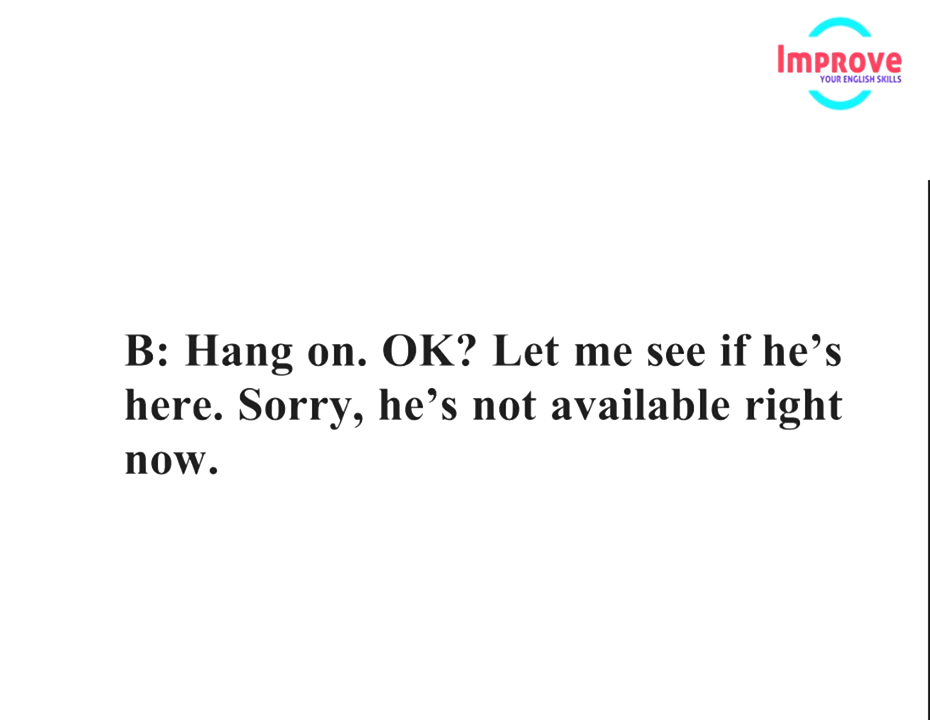 Improve
YOUR ENGLISH SKILLS
B: Hang on. OK? Let me see if he’s
here. Sorry, he’s not available right
now.